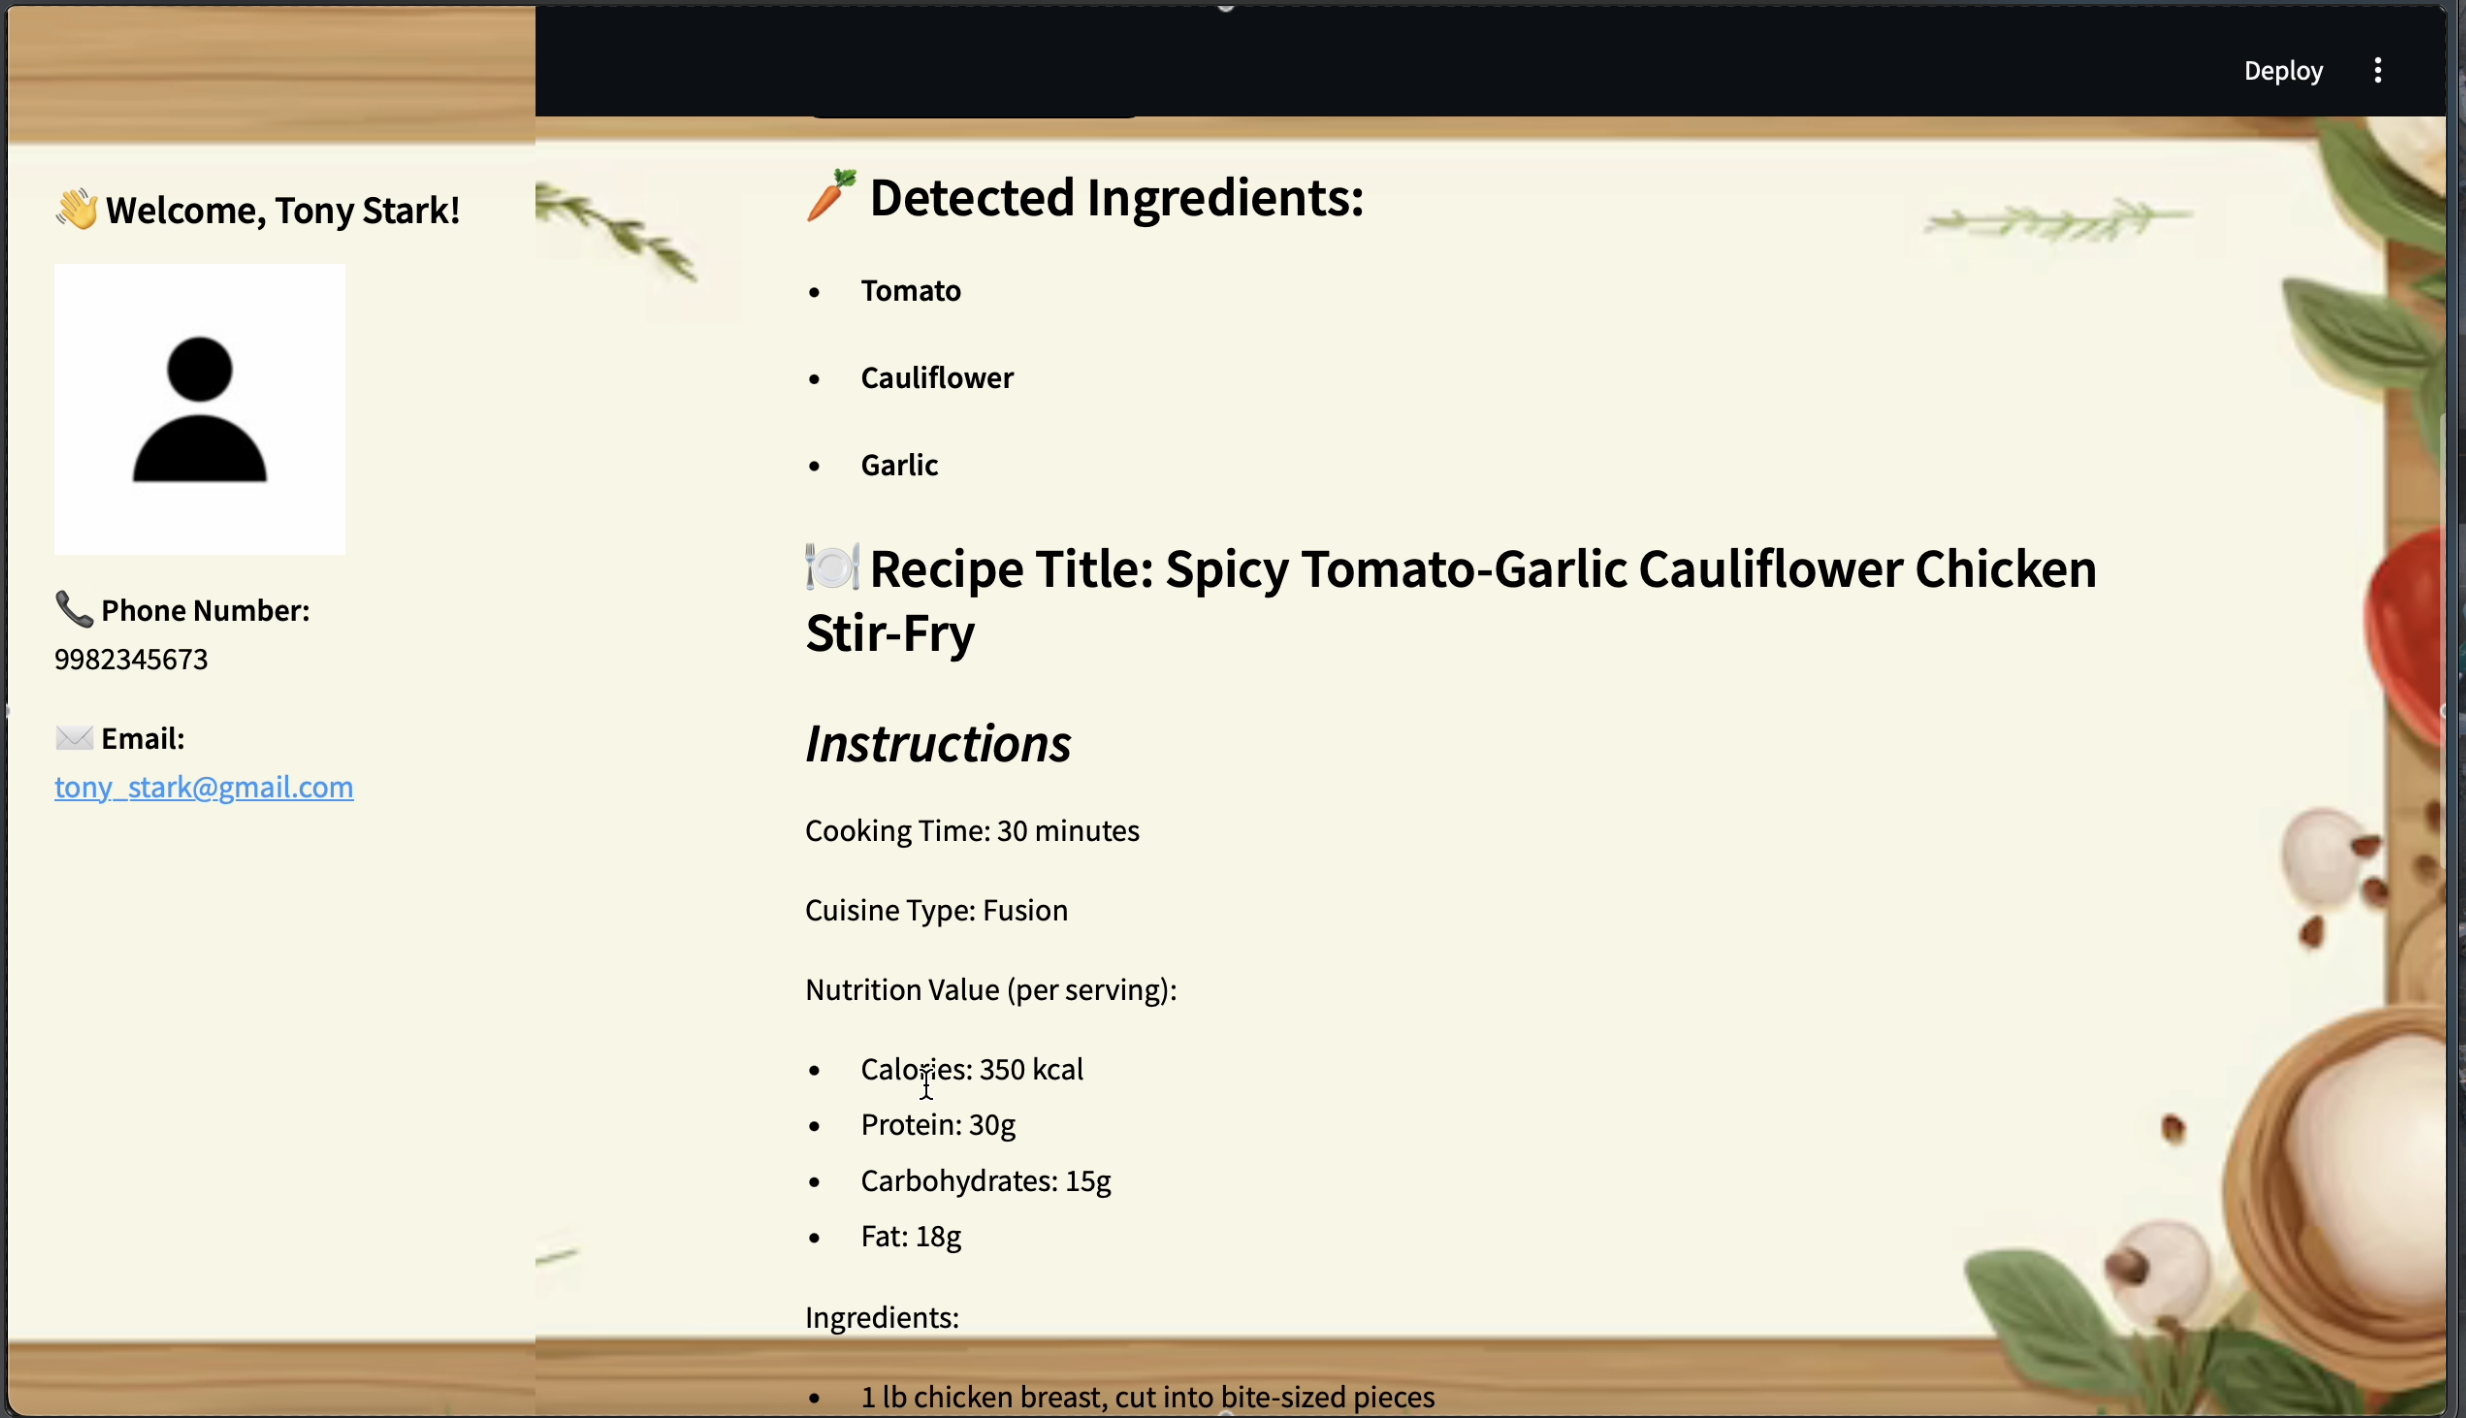 Deploy
👋 Welcome, Tony Stark!
📞 Phone Number:
9982345673
✉️ Email:
tony_stark@gmail.com
🥕 Detected Ingredients:
• Tomato
• Cauliflower
• Garlic
🍽️ Recipe Title: Spicy Tomato-Garlic Cauliflower Chicken
Stir-Fry
Instructions
Cooking Time: 30 minutes
Cuisine Type: Fusion
Nutrition Value (per serving):
• Calories: 350 kcal
• Protein: 30g
• Carbohydrates: 15g
• Fat: 18g
Ingredients:
• 1 lb chicken breast, cut into bite-sized pieces